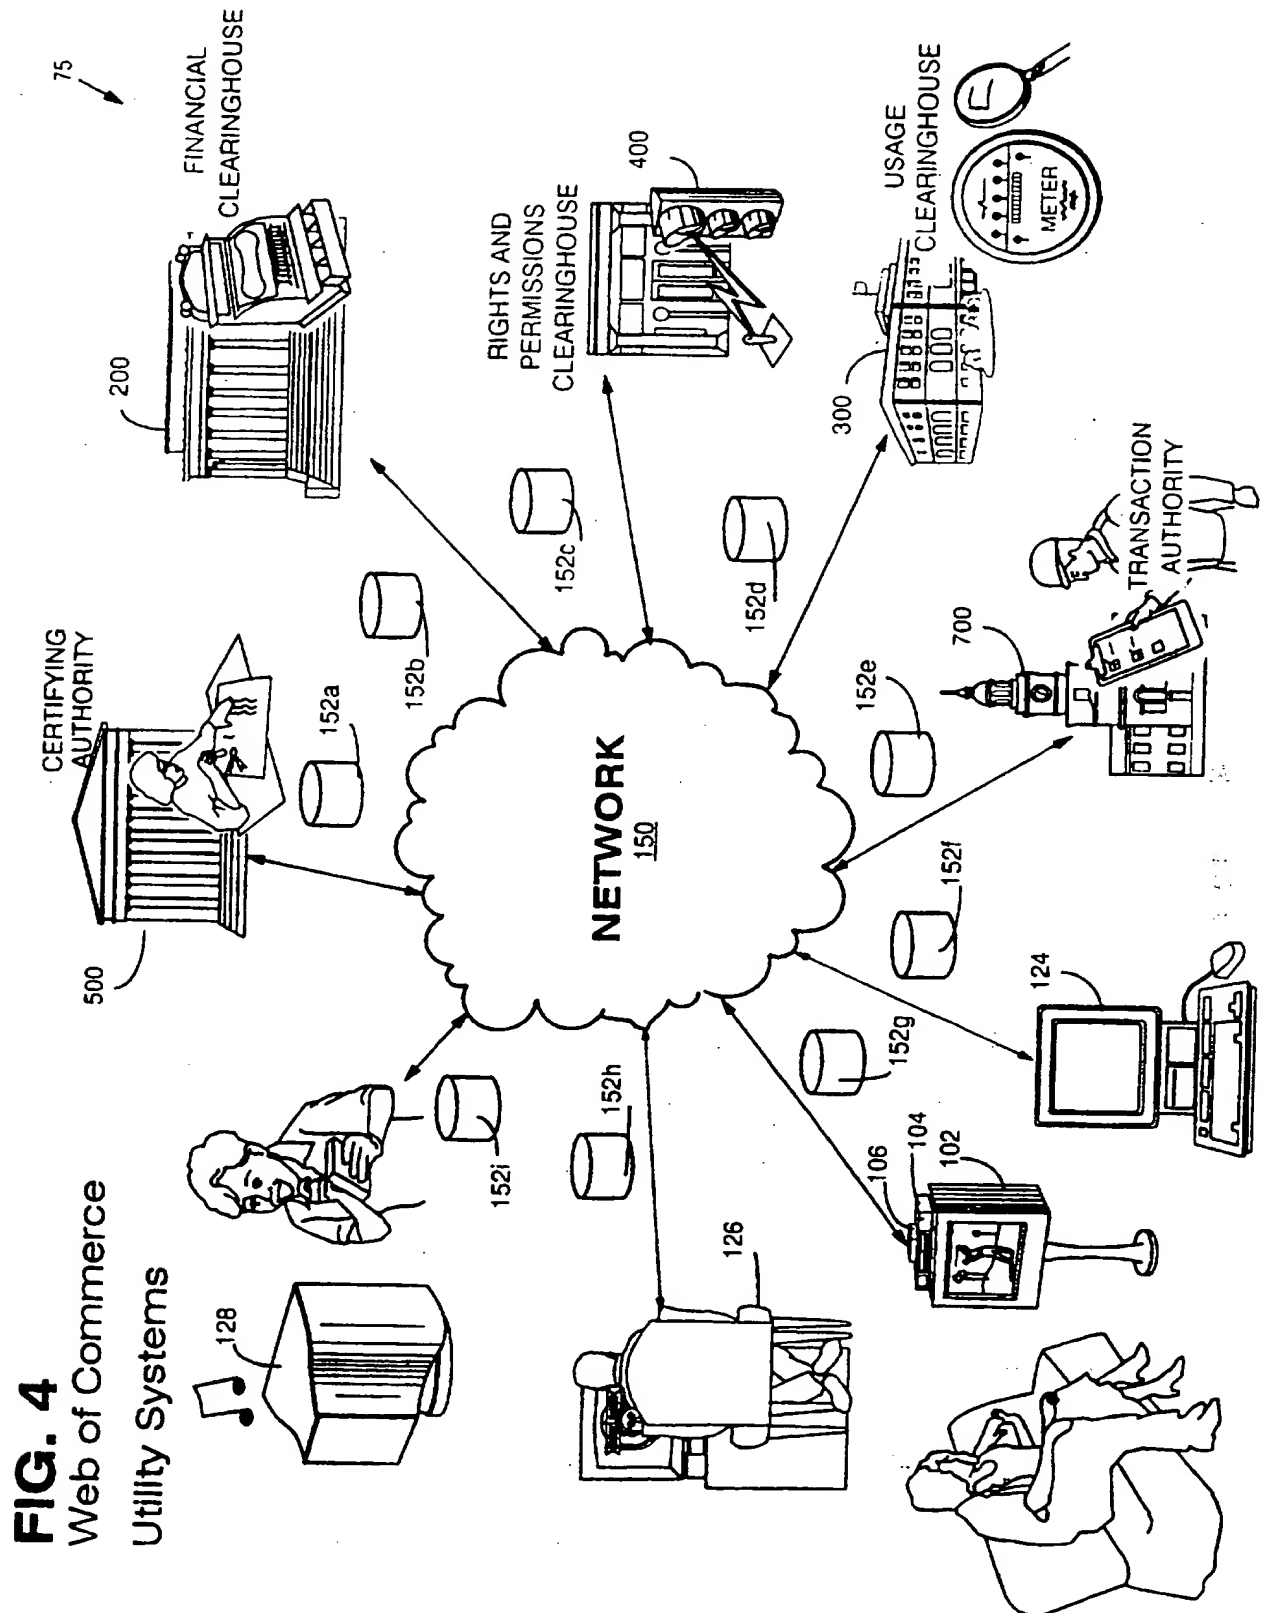 FIG. 4
Web of Commerce
Utility Systems
75
CERTIFYING
AUTHORITY
500
200
FINANCIAL
CLEARINGHOUSE
RIGHTS AND
PERMISSIONS
CLEARINGHOUSE
400
USAGE
CLEARINGHOUSE
METER
300
TRANSACTION
AUTHORITY
700
NETWORK
150
152a
152b
152c
152d
152e
152f
152g
152h
152i
128
126
106
104
102
124